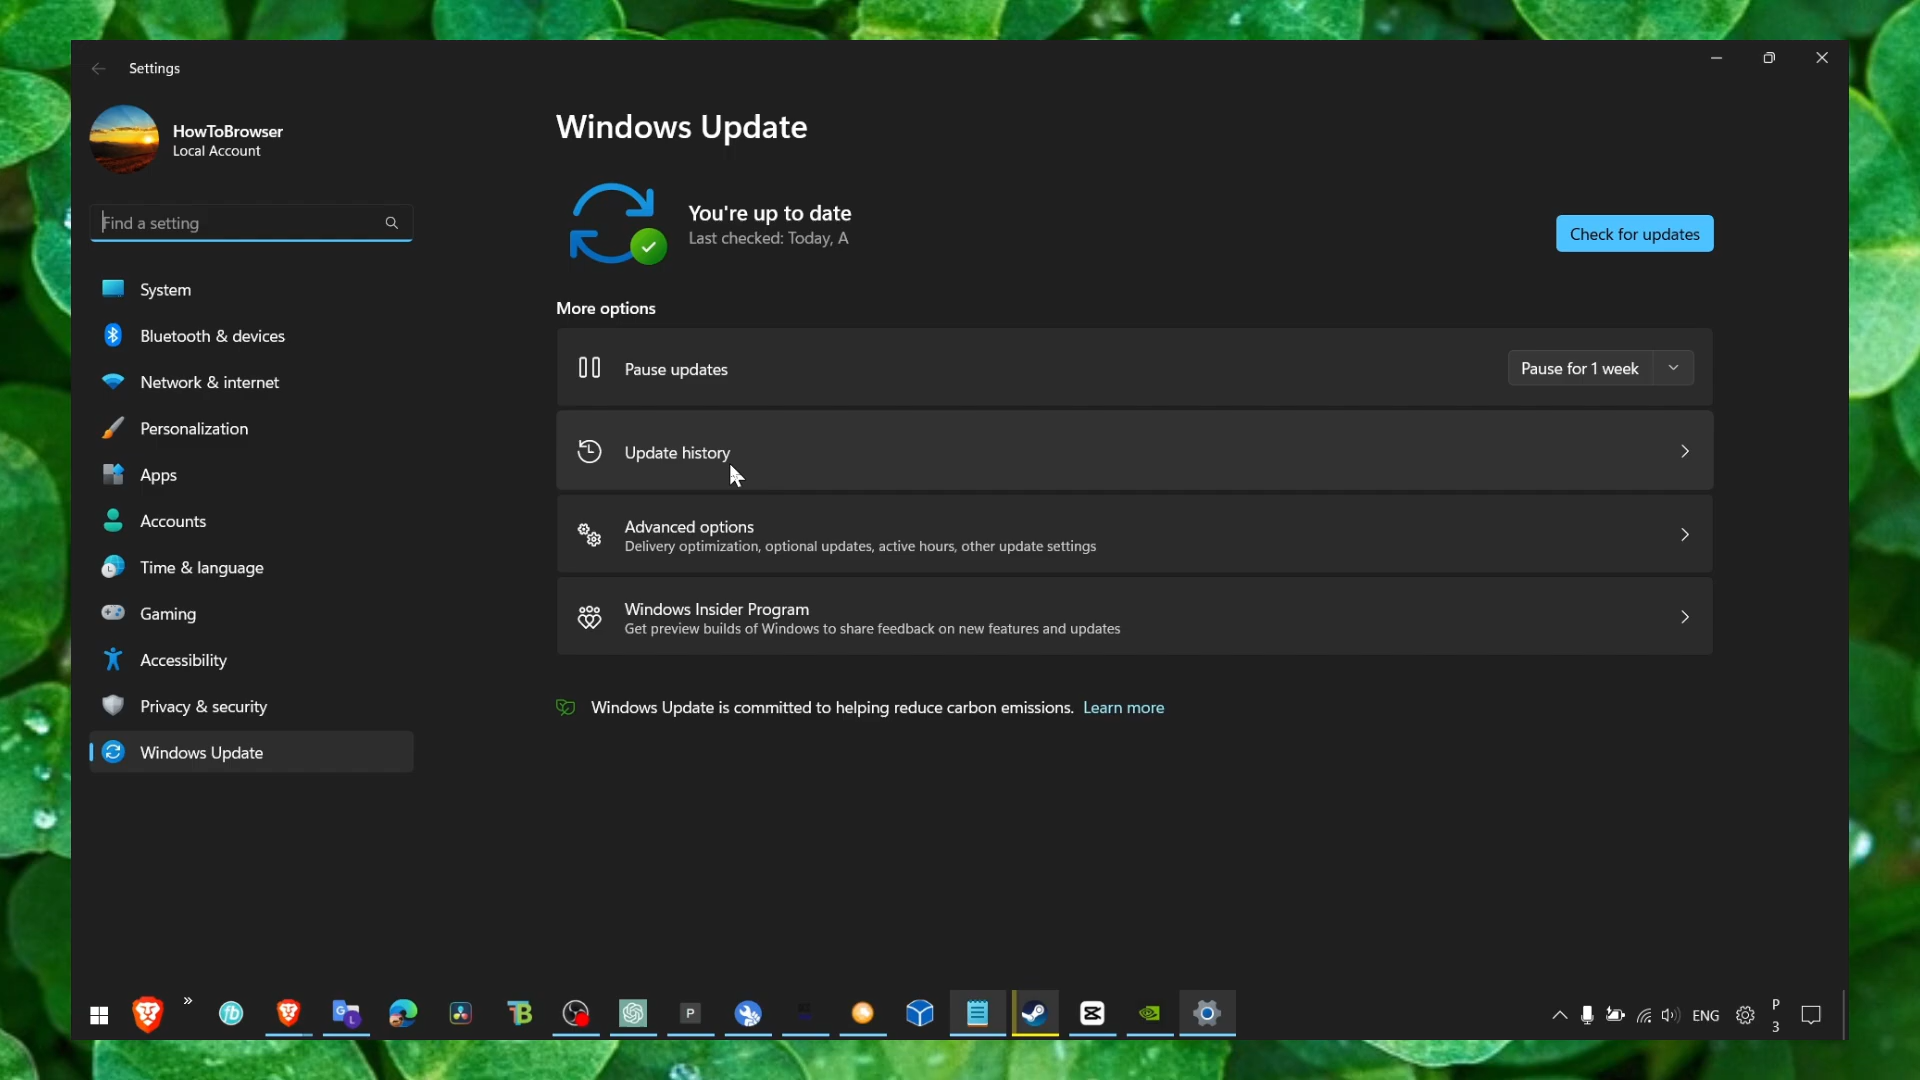 Settings
HowToBrowser
Local Account
Find a setting
System
Bluetooth & devices
Network & internet
Personalization
Apps
Accounts
Time & language
Gaming
Accessibility
Privacy & security
Windows Update
Windows Update
You're up to date
Last checked: Today, A
Check for updates
More options
Pause updates
Pause for 1 week
Update history
Advanced options
Delivery optimization, optional updates, active hours, other update settings
Windows Insider Program
Get preview builds of Windows to share feedback on new features and updates
Windows Update is committed to helping reduce carbon emissions. Learn more
fb
G L
TB
P
ENG
P
3